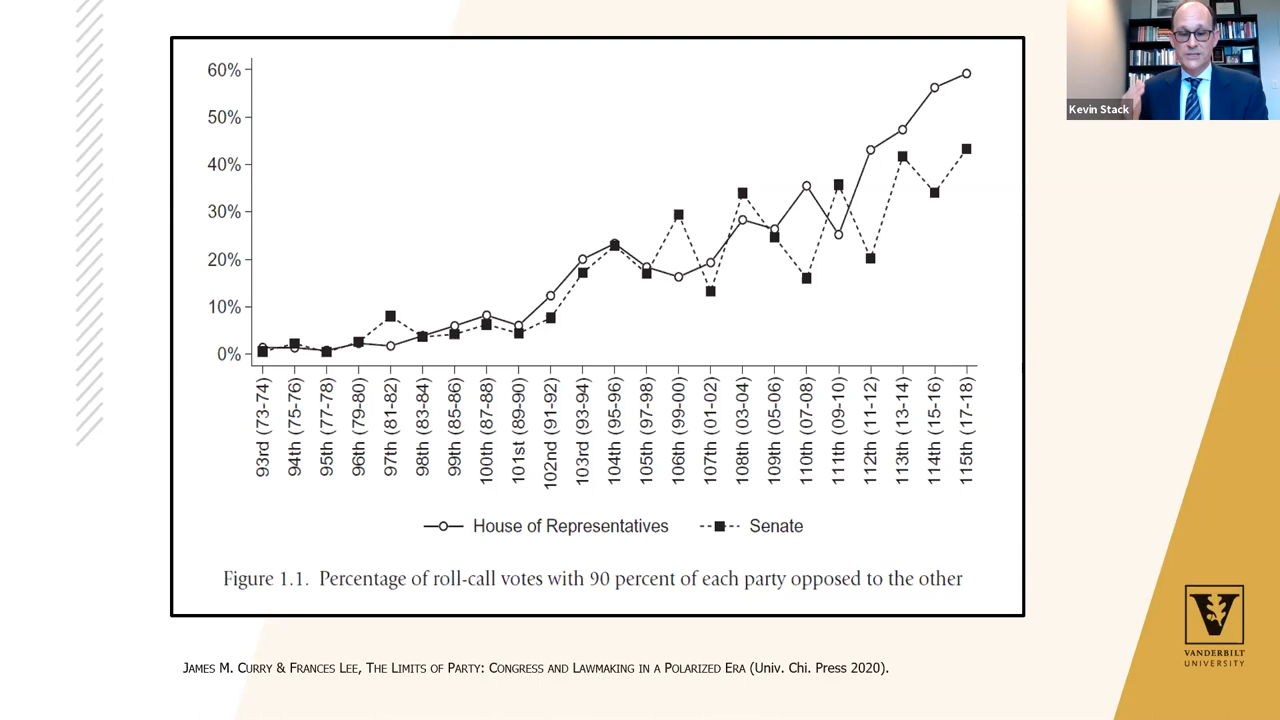 Kevin Stack
60%
50%
40%
30%
20%
10%
0%
93rd (73-74)
94th (75-76)
95th (77-78)
96th (79-80)
97th (81-82)
98th (83-84)
99th (85-86)
100th (87-88)
101st (89-90)
102nd (91-92)
103rd (93-94)
104th (95-96)
105th (97-98)
106th (99-00)
107th (01-02)
108th (03-04)
109th (05-06)
110th (07-08)
111th (09-10)
112th (11-12)
113th (13-14)
114th (15-16)
115th (17-18)
House of Representatives Senate
Figure 1.1. Percentage of roll-call votes with 90 percent of each party opposed to the other
JAMES M. CURRY & FRANCES LEE, THE LIMITS OF PARTY: CONGRESS AND LAWMAKING IN A POLARIZED ERA (Univ. Chi. Press 2020).
V
VANDERBILT
UNIVERSITY